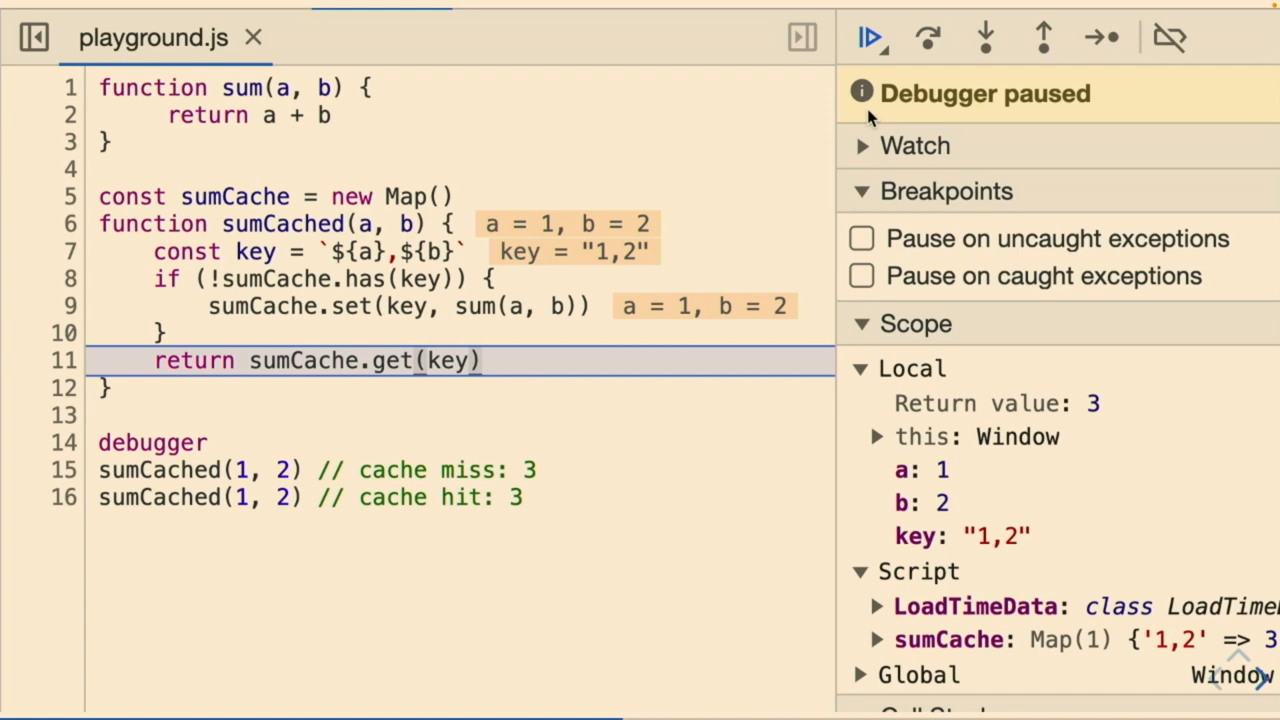 playground.js
1 function sum(a, b) {
2 return a + b
3 }
4
5 const sumCache = new Map()
6 function sumCached(a, b) { a = 1, b = 2
7 const key = `${a},${b}` key = "1,2"
8 if (!sumCache.has(key)) {
9 sumCache.set(key, sum(a, b)) a = 1, b = 2
10 }
11 return sumCache.get(key)
12 }
13
14 debugger
15 sumCached(1, 2) // cache miss: 3
16 sumCached(1, 2) // cache hit: 3
Debugger paused
Watch
Breakpoints
Pause on uncaught exceptions
Pause on caught exceptions
Scope
Local
Return value: 3
this: Window
a: 1
b: 2
key: "1,2"
Script
LoadTimeData: class LoadTime
sumCache: Map(1) {'1,2' => 3
Global Window